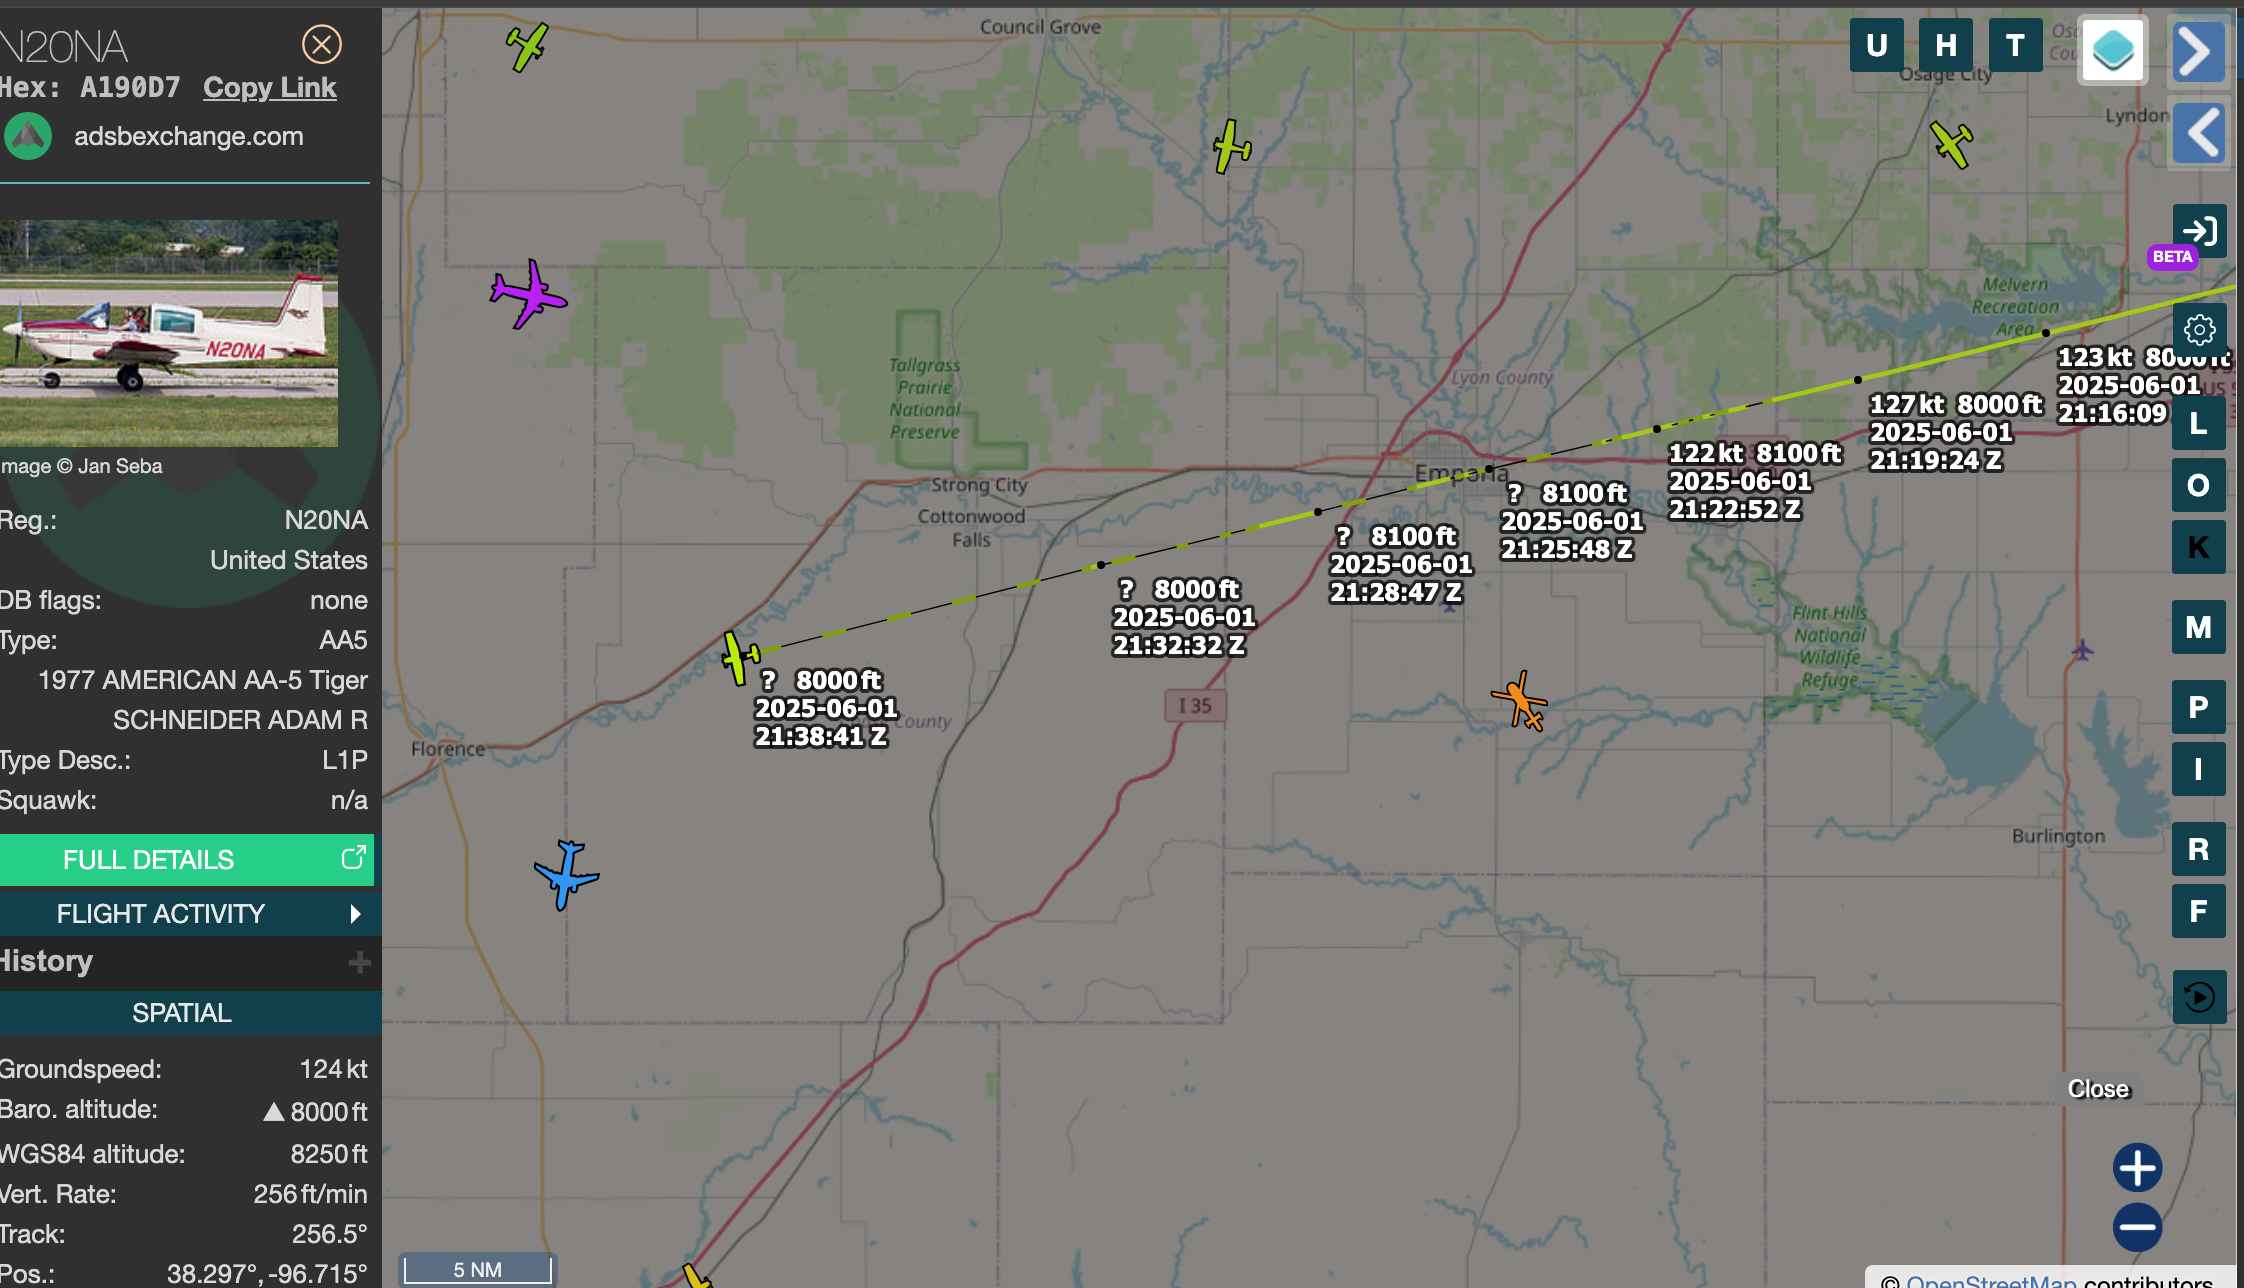 N20NA
Hex: A190D7 Copy Link
adsbexchange.com
N20NA
mage © Jan Seba
Reg.: N20NA
United States
DB flags: none
Type: AA5
1977 AMERICAN AA-5 Tiger
SCHNEIDER ADAM R
Type Desc.: L1P
Squawk: n/a
FULL DETAILS
FLIGHT ACTIVITY
History
SPATIAL
Groundspeed: 124 kt
Baro. altitude: ▲ 8000 ft
WGS84 altitude: 8250 ft
Vert. Rate: 256 ft/min
Track: 256.5°
Pos.: 38.297°, -96.715°
Council Grove
U H T
Osage City
Lyndon
BETA
Melvern
Recreation
Area
Tallgrass
Prairie
National
Preserve
Lyon County
123 kt 8000 ft
2025-06-01
21:16:09
127 kt 8000 ft
2025-06-01
21:19:24 Z
122 kt 8100 ft
2025-06-01
21:22:52 Z
Emporia
? 8100 ft
2025-06-01
21:25:48 Z
? 8100 ft
2025-06-01
21:28:47 Z
Strong City
Cottonwood
Falls
? 8000 ft
2025-06-01
21:32:32 Z
? 8000 ft
2025-06-01
21:38:41 Z
County
Florence
I 35
Flint Hills
National
Wildlife
Refuge
Burlington
L
O
K
M
P
I
R
F
Close
5 NM
© OpenStreetMap contributors